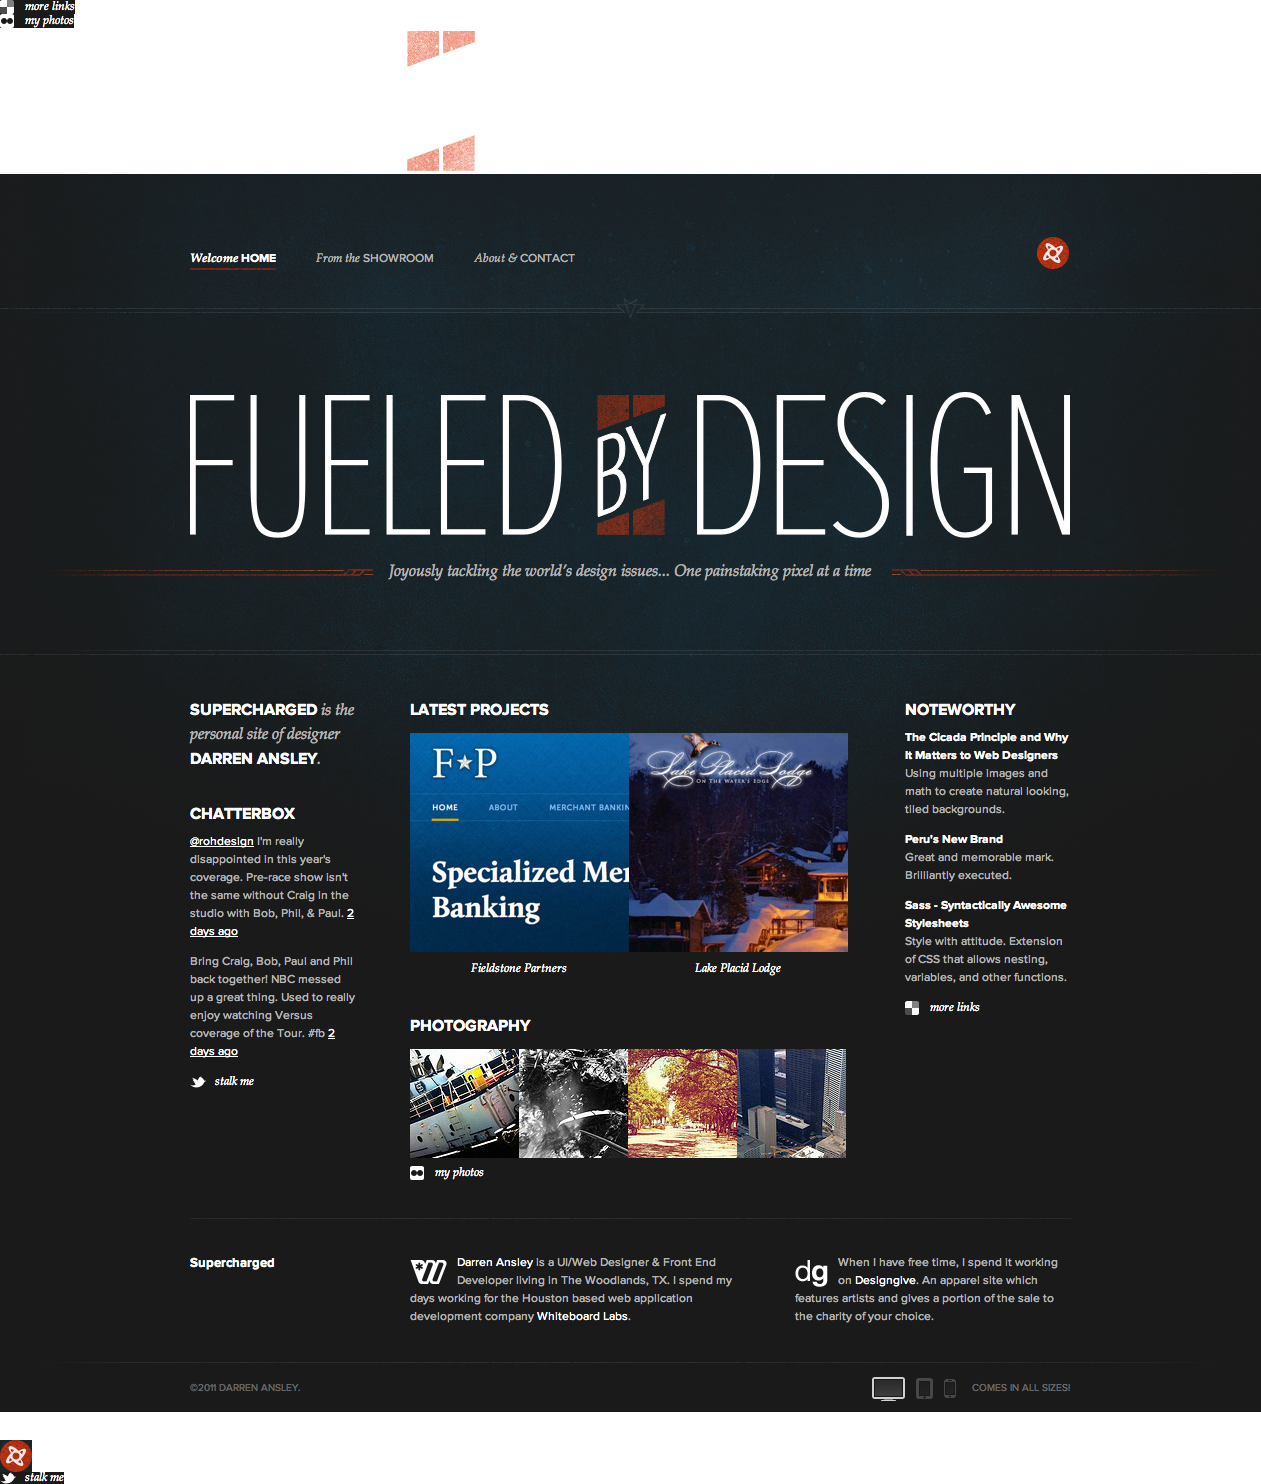 more links
my photos
Welcome HOME
From the SHOWROOM
About & CONTACT
FUELED BY DESIGN
Joyously tackling the world's design issues... One painstaking pixel at a time
SUPERCHARGED is the
personal site of designer
DARREN ANSLEY.
CHATTERBOX
@rohdesign I'm really
disappointed in this year's
coverage. Pre-race show isn't
the same without Craig in the
studio with Bob, Phil, & Paul. 2
days ago
Bring Craig, Bob, Paul and Phil
back together! NBC messed
up a great thing. Used to really
enjoy watching Versus
coverage of the Tour. #fb 2
days ago
stalk me
LATEST PROJECTS
F★P
HOME
ABOUT
MERCHANT BANKIN
Specialized Mer
Banking
Lake Placid Lodge
ON THE WATER'S EDGE
Fieldstone Partners
Lake Placid Lodge
PHOTOGRAPHY
my photos
NOTEWORTHY
The Cicada Principle and Why
It Matters to Web Designers
Using multiple images and
math to create natural looking,
tiled backgrounds.
Peru's New Brand
Great and memorable mark.
Brilliantly executed.
Sass - Syntactically Awesome
Stylesheets
Style with attitude. Extension
of CSS that allows nesting,
variables, and other functions.
more links
Supercharged
Darren Ansley is a UI/Web Designer & Front End
Developer living in The Woodlands, TX. I spend my
days working for the Houston based web application
development company Whiteboard Labs.
dg
When I have free time, I spend it working
on Designgive. An apparel site which
features artists and gives a portion of the sale to
the charity of your choice.
©2011 DARREN ANSLEY.
COMES IN ALL SIZES!
stalk me